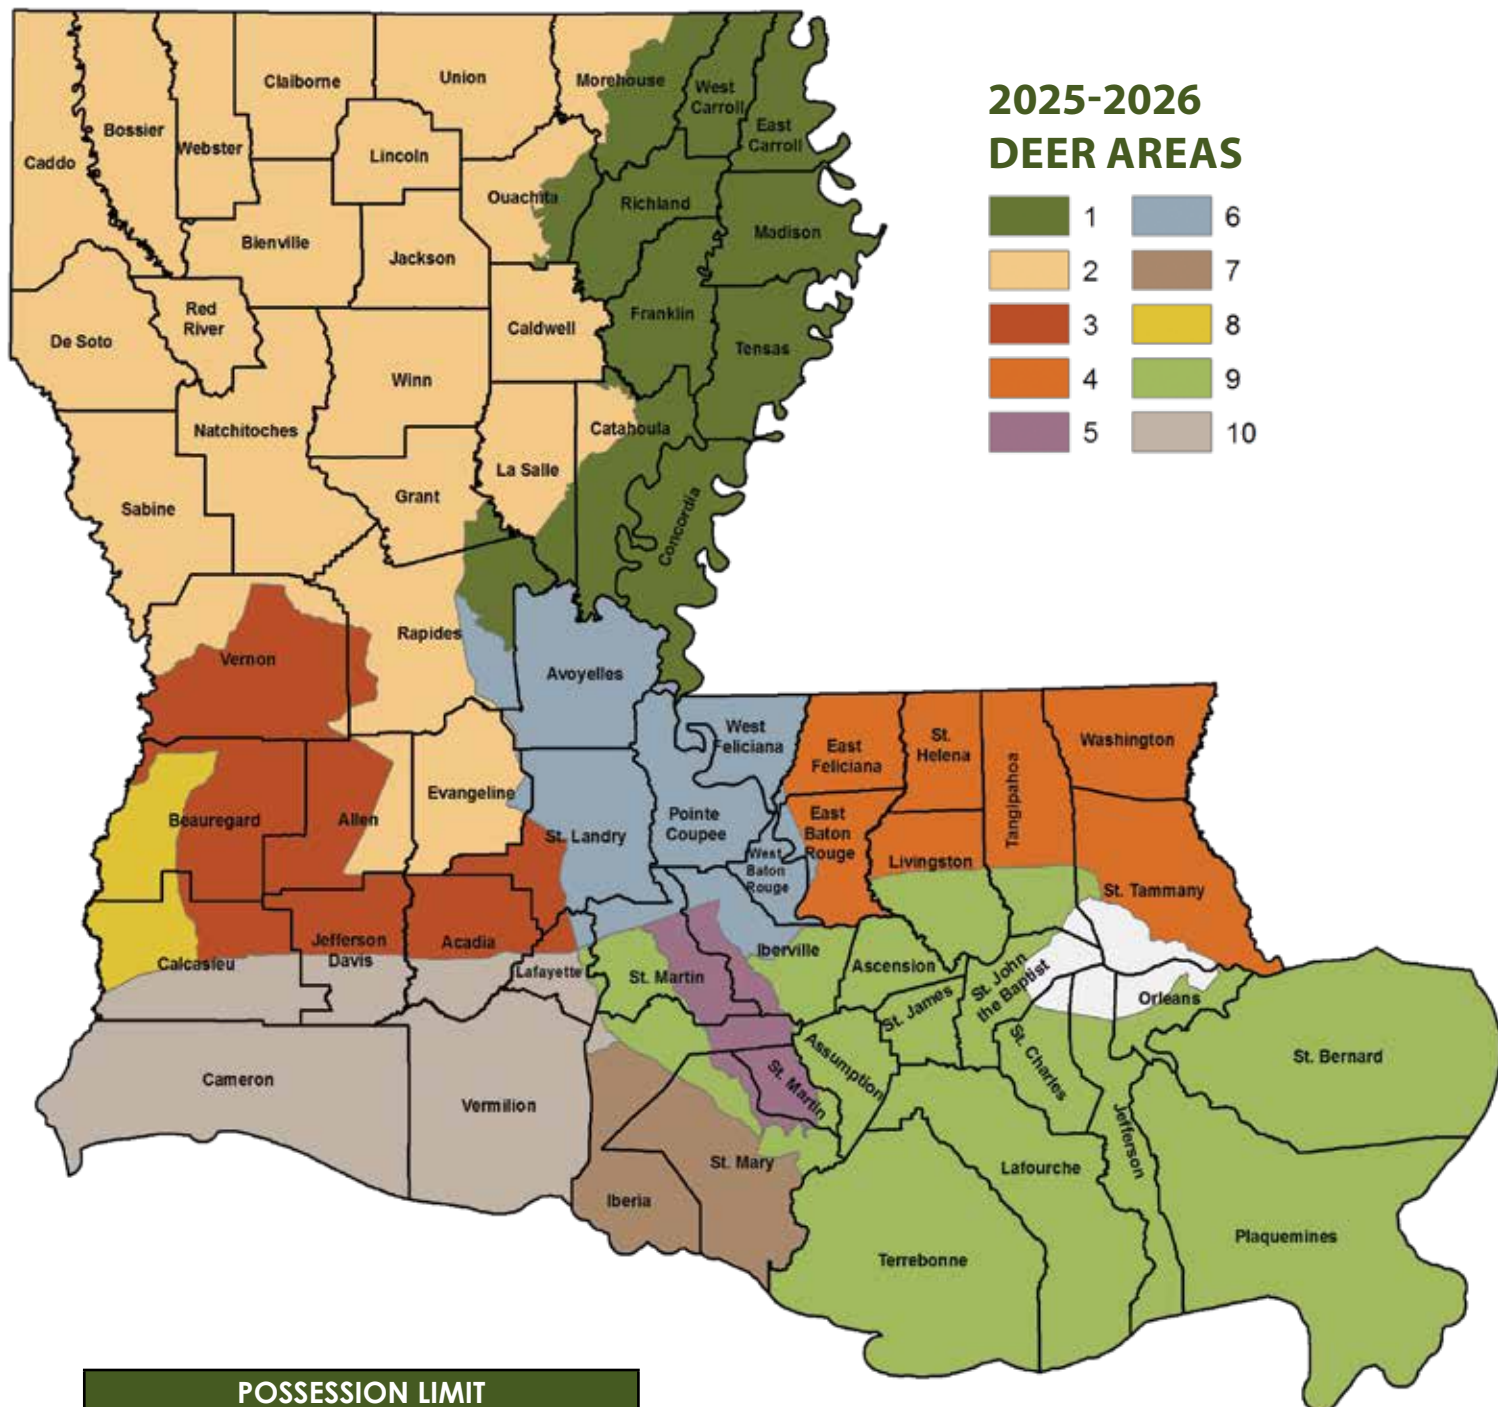 2025-2026
DEER AREAS
1
6
2
7
3
8
4
9
5
10
Claiborne
Union
Morehouse
West
Carroll
East
Carroll
Bossier
Webster
Caddo
Lincoln
Ouachita
Richland
Madison
Bienville
Jackson
Red
River
De Soto
Caldwell
Franklin
Tensas
Winn
Natchitoches
Catahoula
La Salle
Grant
Sabine
Concordia
Rapides
Vernon
Avoyelles
West
Feliciana
East
Feliciana
St.
Helena
Tangipahoa
Washington
Beauregard
Allen
Evangeline
St. Landry
Pointe
Coupee
East
Baton
Rouge
West
Baton
Rouge
Livingston
St. Tammany
Calcasieu
Jefferson
Davis
Acadia
Lafayette
St. Martin
Iberville
Ascension
St. James
St. John
the Baptist
Orleans
St. Charles
Assumption
St. Martin
St. Bernard
Cameron
Vermilion
Jefferson
St. Mary
Lafourche
Iberia
Terrebonne
Plaquemines
POSSESSION LIMIT